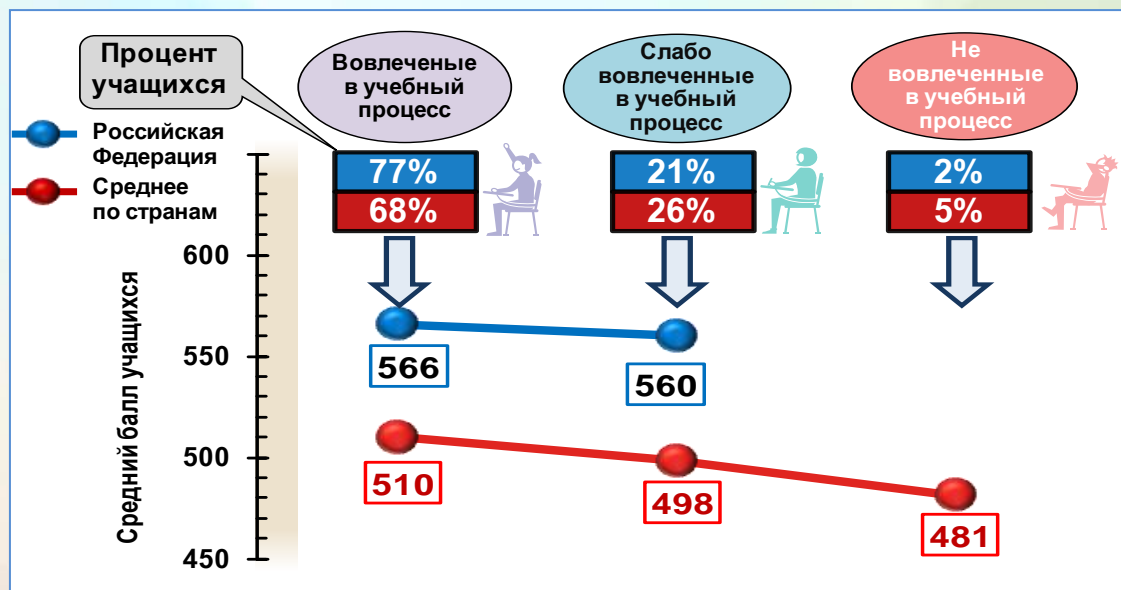 Процент
учащихся
Российская
Федерация
Среднее
по странам
Вовлеченые
в учебный
процесс
Слабо
вовлеченные
в учебный
процесс
Не
вовлеченные
в учебный
процесс
77%
68%
21%
26%
2%
5%
Средний балл учащихся
600
550
500
450
566
560
510
498
481